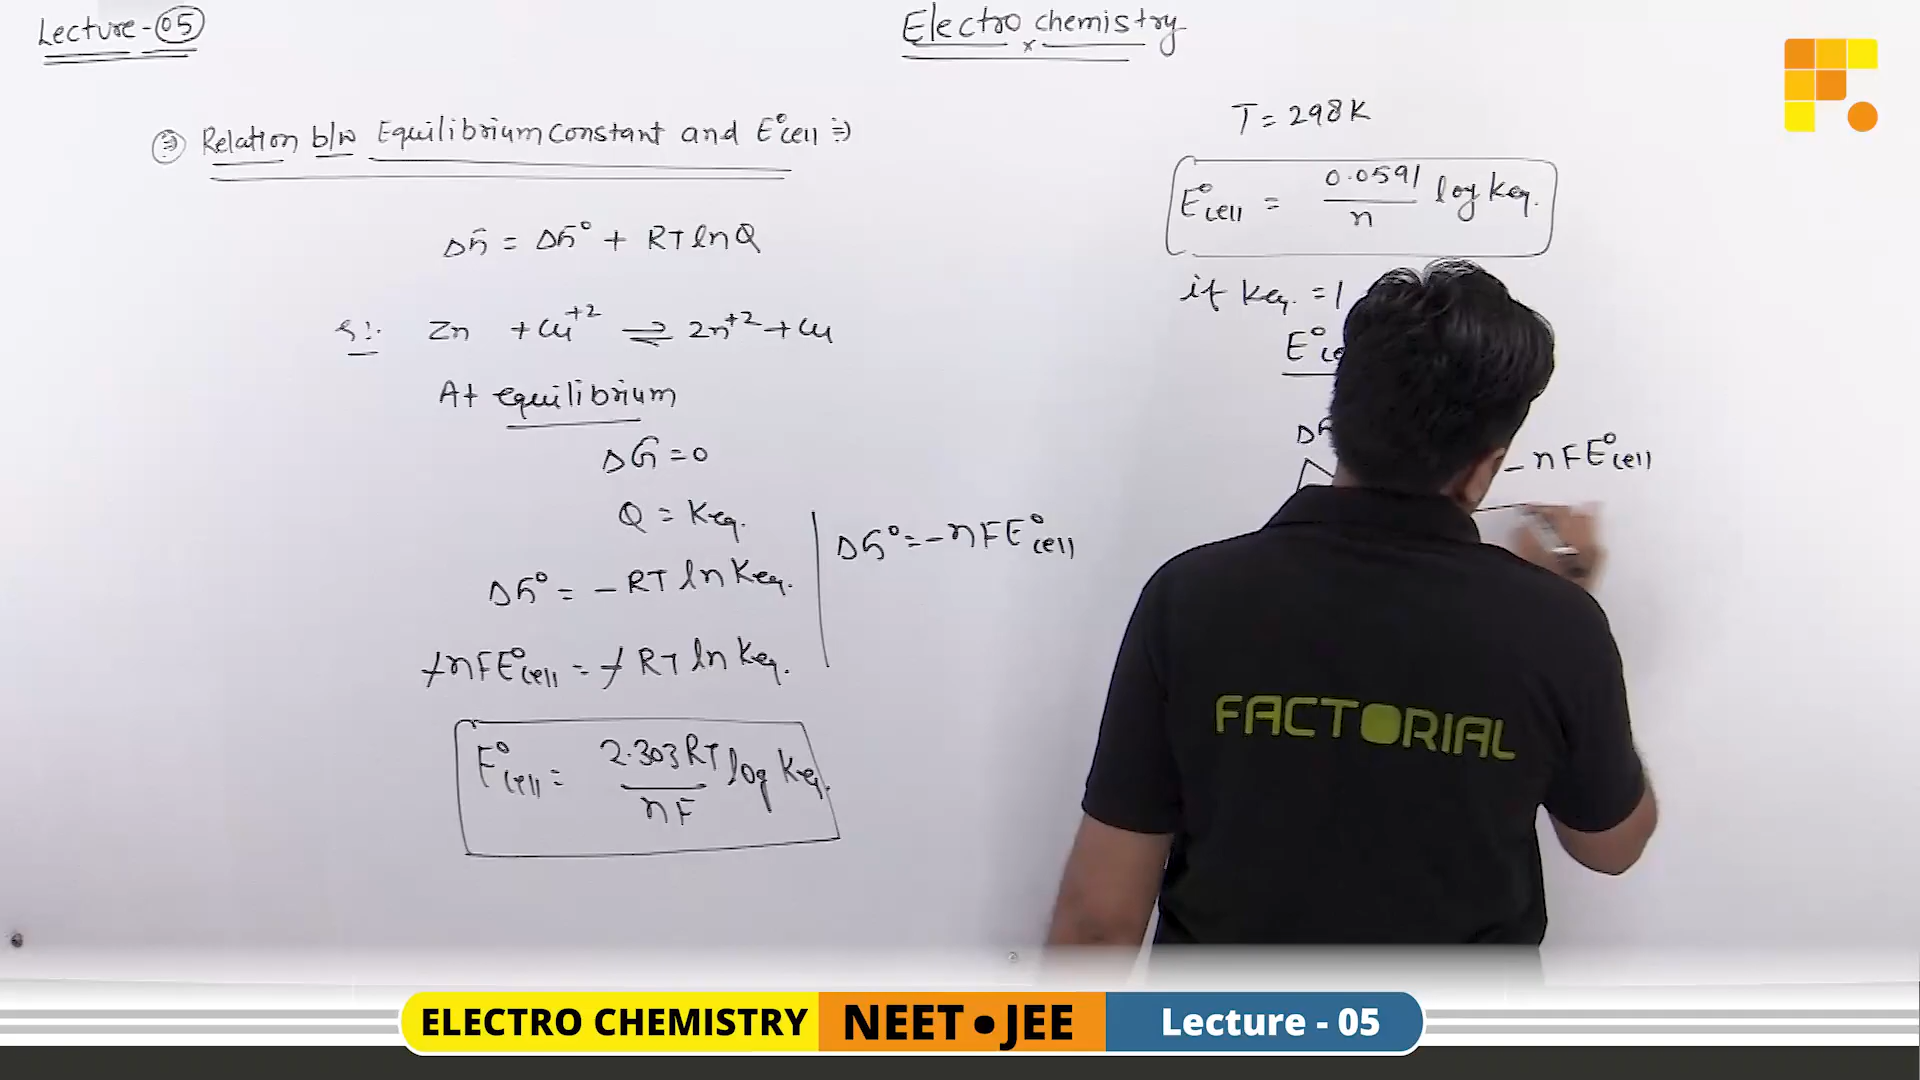 Lecture-05
Electro chemistry
③ Relation b/w Equilibrium constant and E°cell ⇒
ΔG = ΔG° + RT lnQ
Zn + Cu+2 ⇌ Zn+2 + Cu
At equilibrium
ΔG = 0
Q = Keq.
ΔG° = - RT ln Keq.
-nFE°cell = - RT ln Keq.
E°cell = 2.303RT/nF log Keq.
ΔG° = -nFE°cell
T = 298K
E°cell = 0.0591/n log Keq.
if Keq. = 1
E°ce
- nFE°cell
FACTORIAL
ELECTRO CHEMISTRY NEET • JEE Lecture - 05